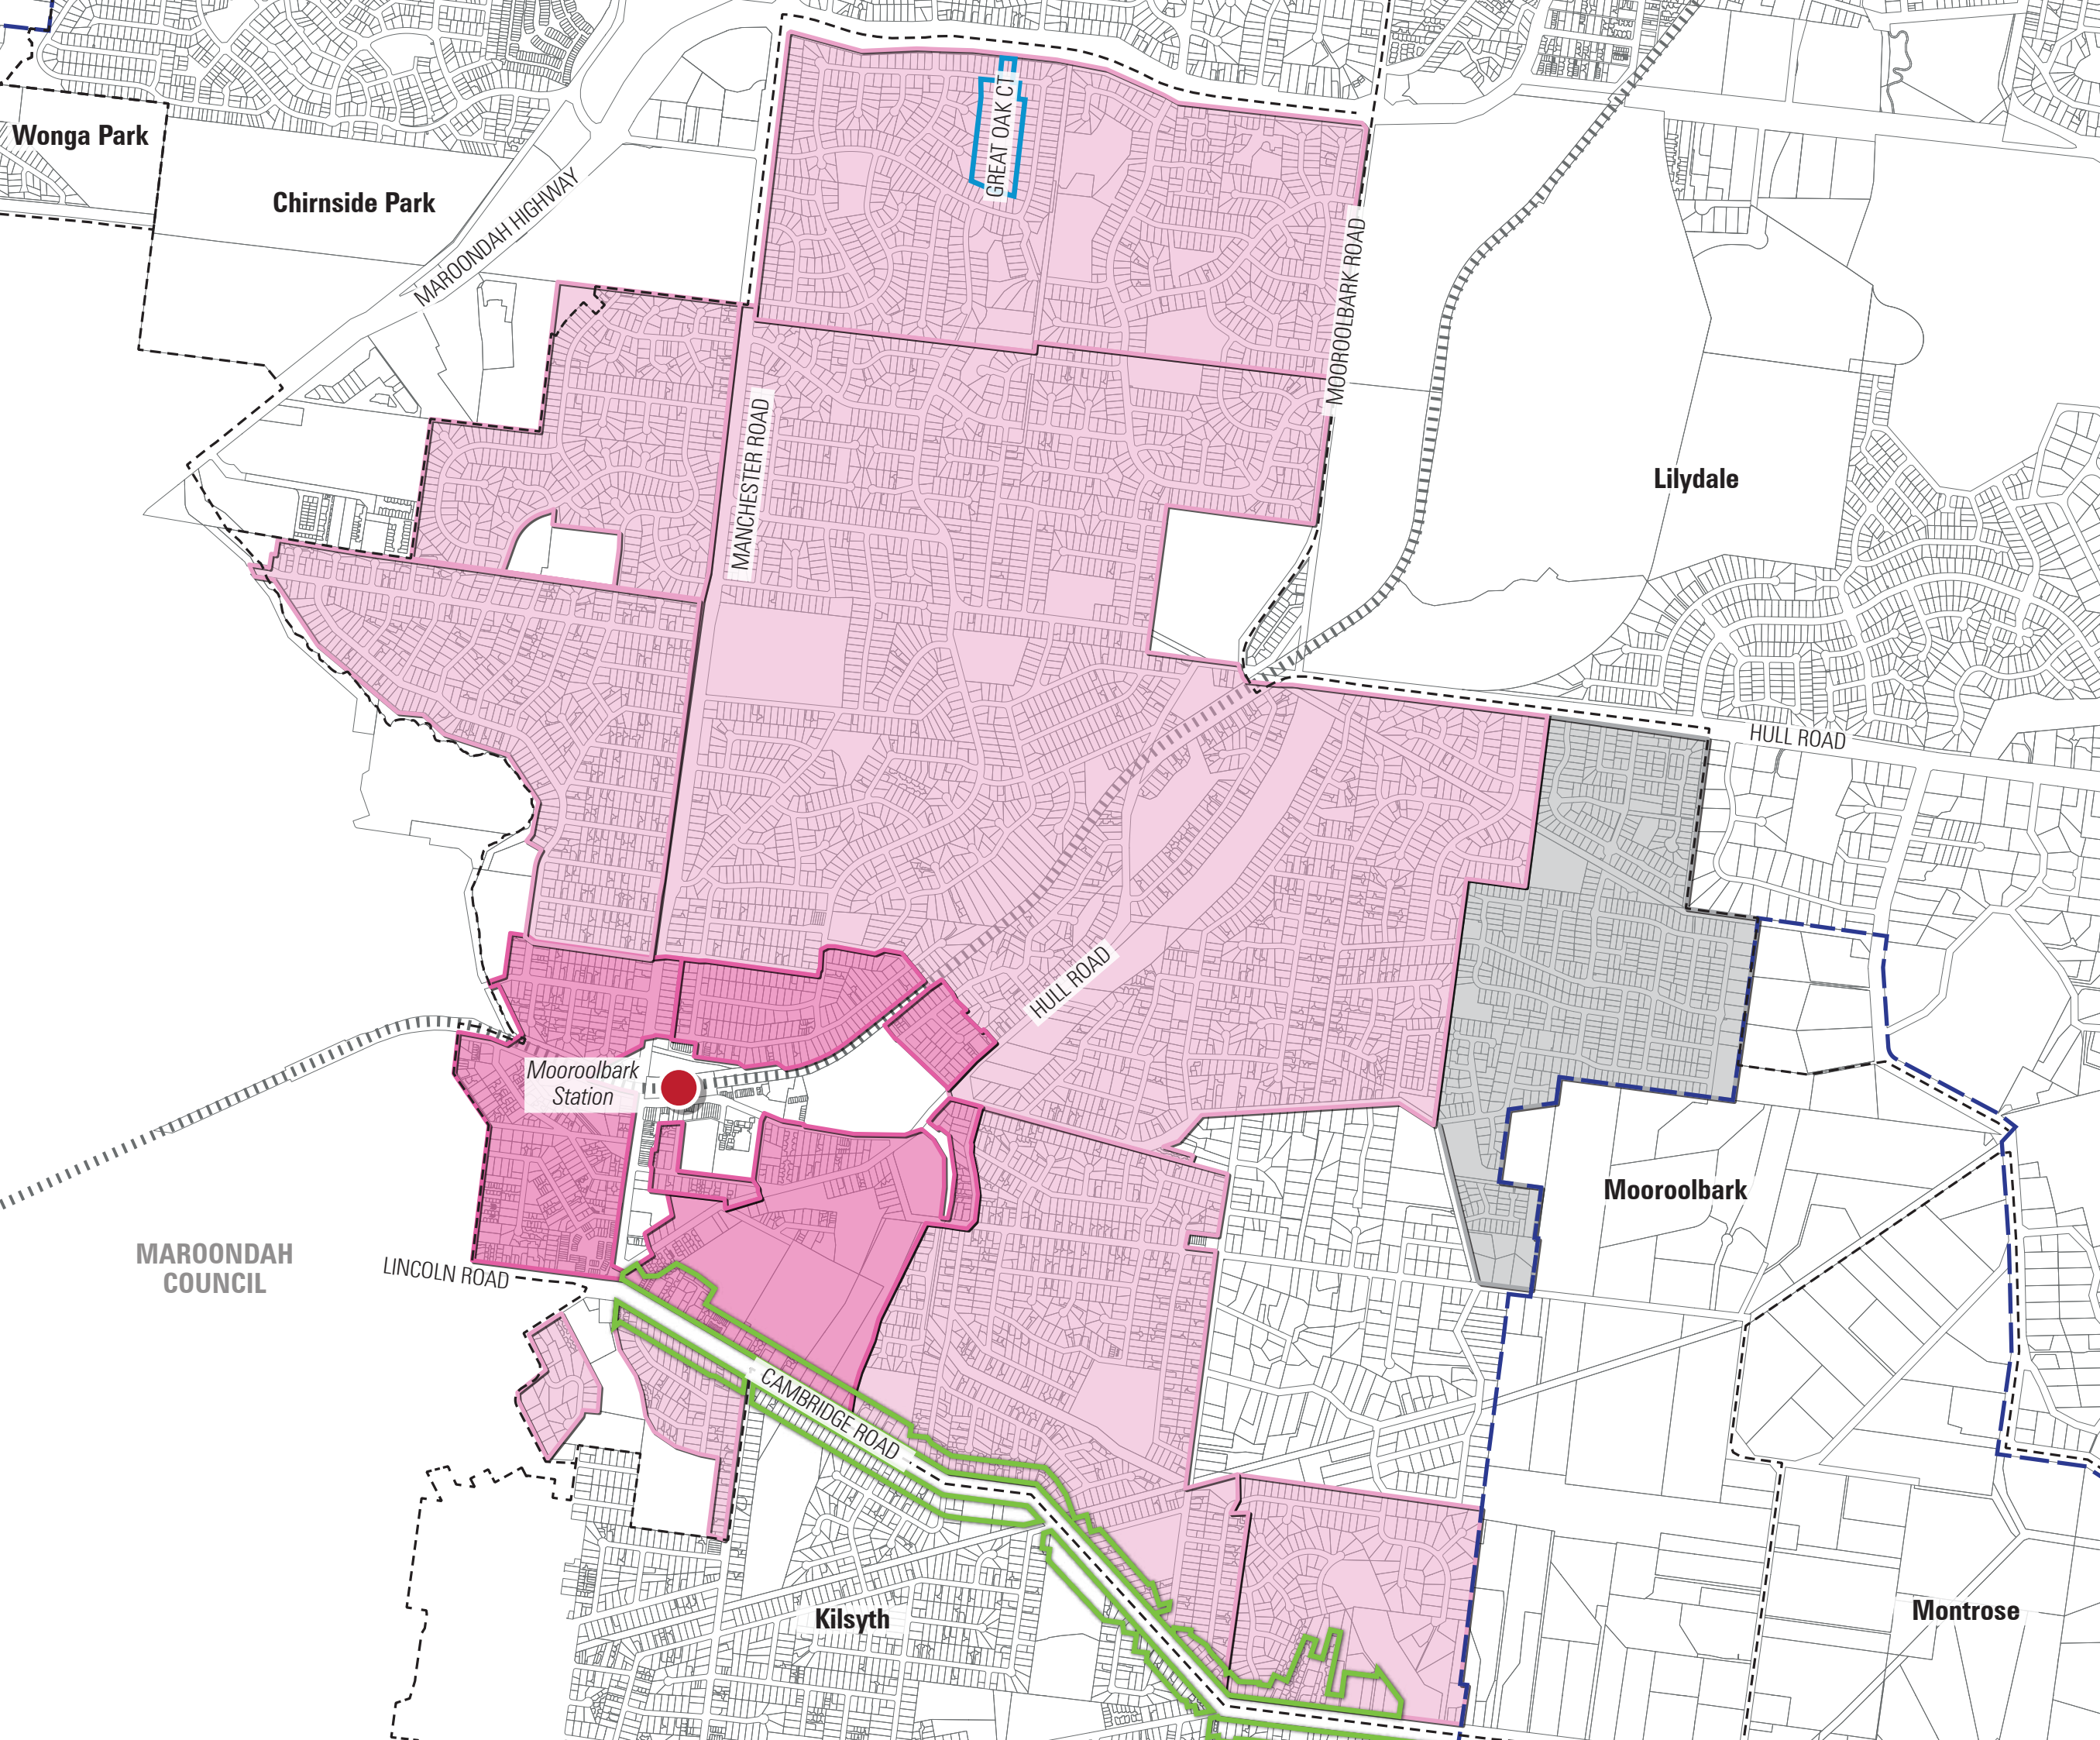 GREAT OAK CT
Wonga Park
Chirnside Park
MAROONDAH HIGHWAY
MOOROOLBARK ROAD
MANCHESTER ROAD
Lilydale
HULL ROAD
HULL ROAD
Mooroolbark
Station
Mooroolbark
MAROONDAH
COUNCIL
LINCOLN ROAD
CAMBRIDGE ROAD
Kilsyth
Montrose